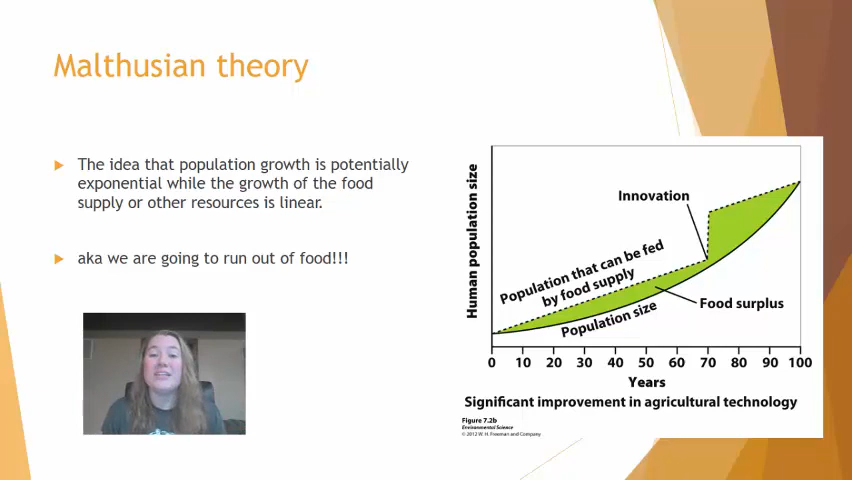 Malthusian theory
The idea that population growth is potentially
exponential while the growth of the food
supply or other resources is linear.
aka we are going to run out of food!!!
Human population size
Innovation
Population that can be fed
by food supply
Food surplus
Population size
0 10 20 30 40 50 60 70 80 90 100
Years
Significant improvement in agricultural technology
Figure 7.2b
Environmental Science
© 2012 W. H. Freeman and Company